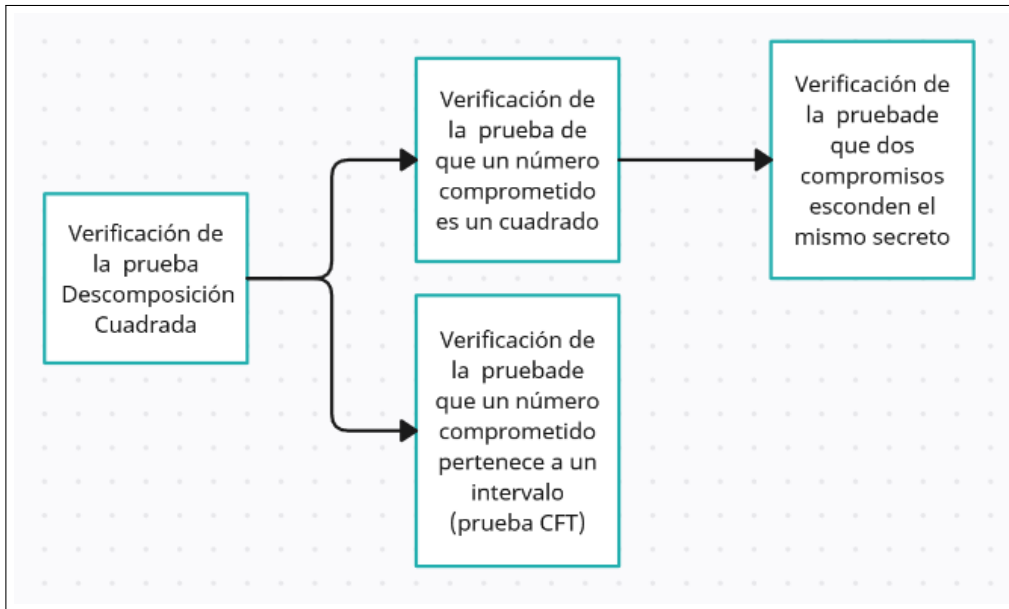 Verificación de
la prueba
Descomposición
Cuadrada
Verificación de
la prueba de
que un número
comprometido
es un cuadrado
Verificación de
la pruebade
que dos
compromisos
esconden el
mismo secreto
Verificación de
la pruebade
que un número
comprometido
pertenece a un
intervalo
(prueba CFT)